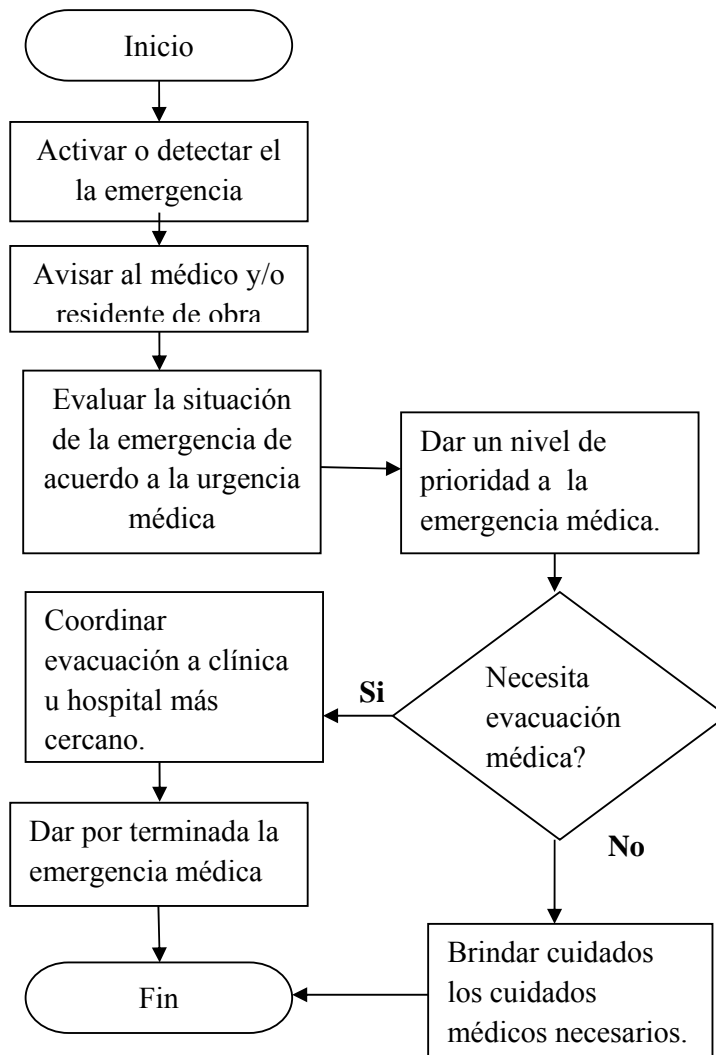 Inicio
Activar o detectar el
la emergencia
Avisar al médico y/o
residente de obra
Evaluar la situación
de la emergencia de
acuerdo a la urgencia
médica
Dar un nivel de
prioridad a la
emergencia médica.
Necesita
evacuación
médica?
Si
Coordinar
evacuación a clínica
u hospital más
cercano.
Dar por terminada la
emergencia médica
No
Brindar cuidados
los cuidados
médicos necesarios.
Fin